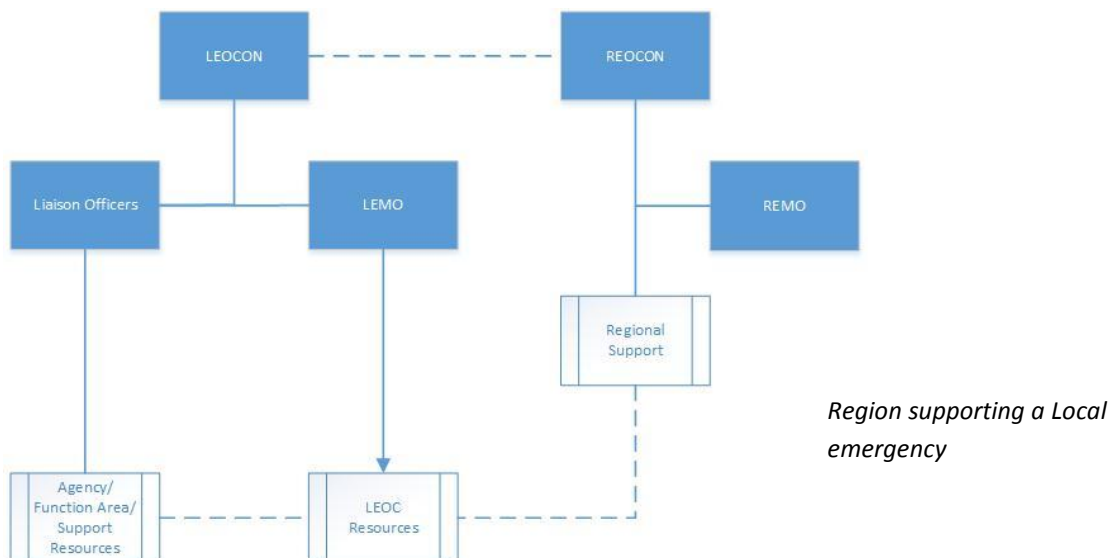 LEOCON
REOCON
Liaison Officers
LEMO
REMO
Regional
Support
Region supporting a Local
emergency
Agency/
Function Area/
Support
Resources
LEOC
Resources